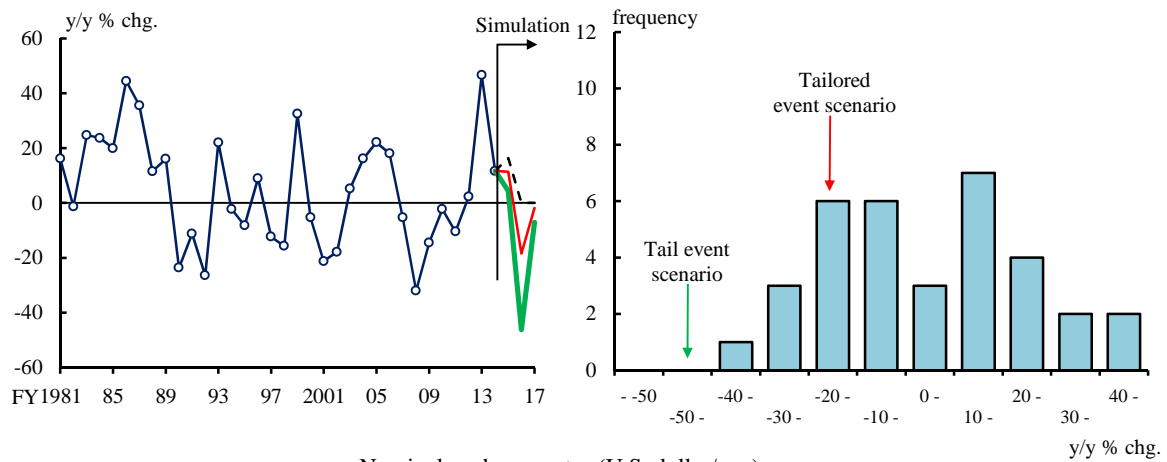 y/y % chg.
Simulation
60
40
20
0
-20
-40
-60
FY1981 85 89 93 97 2001 05 09 13 17
frequency
12
10
8
6
4
2
0
Tailored
event scenario
Tail event
scenario
- -50 -40 - -20 - 0 - 20 - 40 -
-50 - -30 - -10 - 10 - 30 -
y/y % chg.